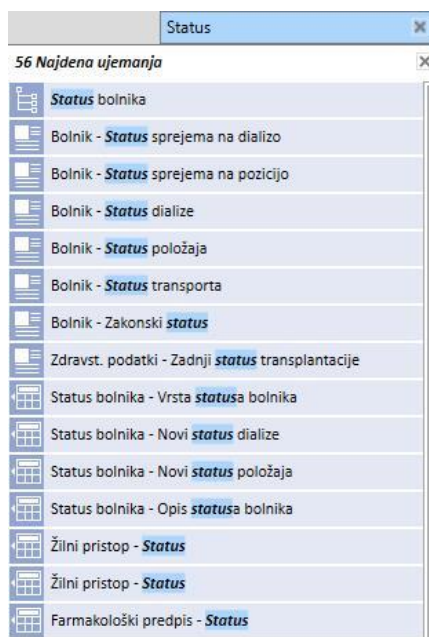 Status
56 Najdena ujemanja
Status bolnika
Bolnik - Status sprejema na dializo
Bolnik - Status sprejema na pozicijo
Bolnik - Status dialize
Bolnik - Status položaja
Bolnik - Status transporta
Bolnik - Zakonski status
Zdravst. podatki - Zadnji status transplantacije
Status bolnika - Vrsta statusa bolnika
Status bolnika - Novi status dialize
Status bolnika - Novi status položaja
Status bolnika - Opis statusa bolnika
Žilni pristop - Status
Žilni pristop - Status
Farmakološki predpis - Status